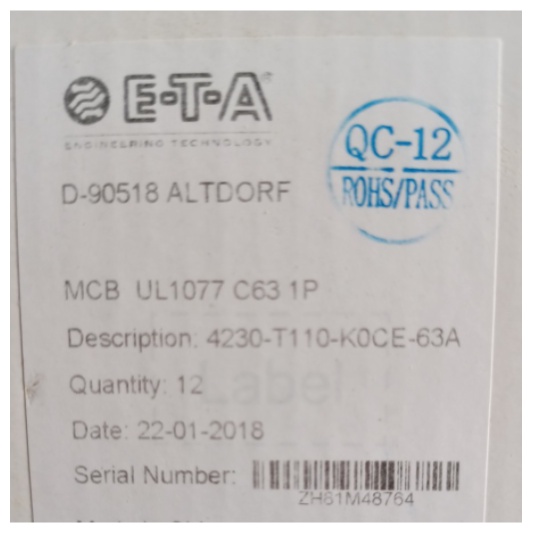 E-T-A
ENGINEERING TECHNOLOGY
QC-12
ROHS/PASS
D-90518 ALTDORF
MCB UL1077 C63 1P
Description: 4230-T110-K0CE-63A
Label
Quantity: 12
Date: 22-01-2018
Serial Number:
ZH81M48764